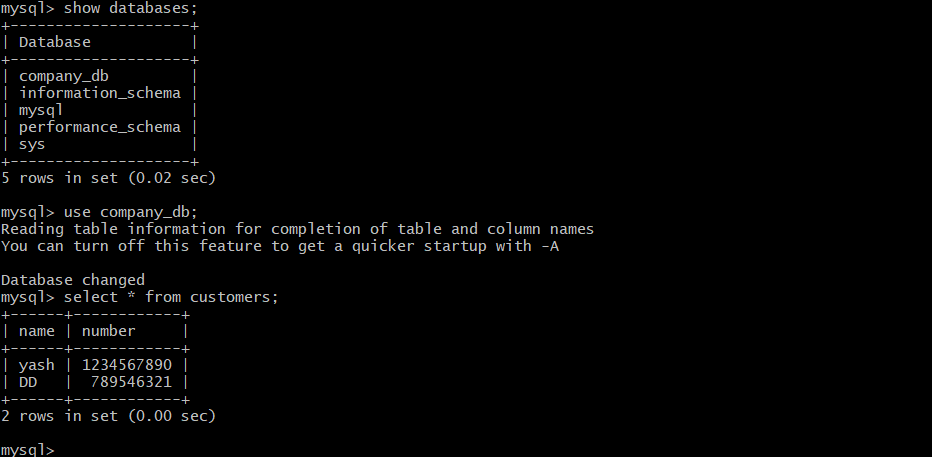 mysql> show databases;
+--------------------+
| Database           |
+--------------------+
| company_db         |
| information_schema |
| mysql              |
| performance_schema |
| sys                |
+--------------------+
5 rows in set (0.02 sec)

mysql> use company_db;
Reading table information for completion of table and column names
You can turn off this feature to get a quicker startup with -A

Database changed
mysql> select * from customers;
+------+------------+
| name | number     |
+------+------------+
| yash | 1234567890 |
| DD   |  789546321 |
+------+------------+
2 rows in set (0.00 sec)

mysql>